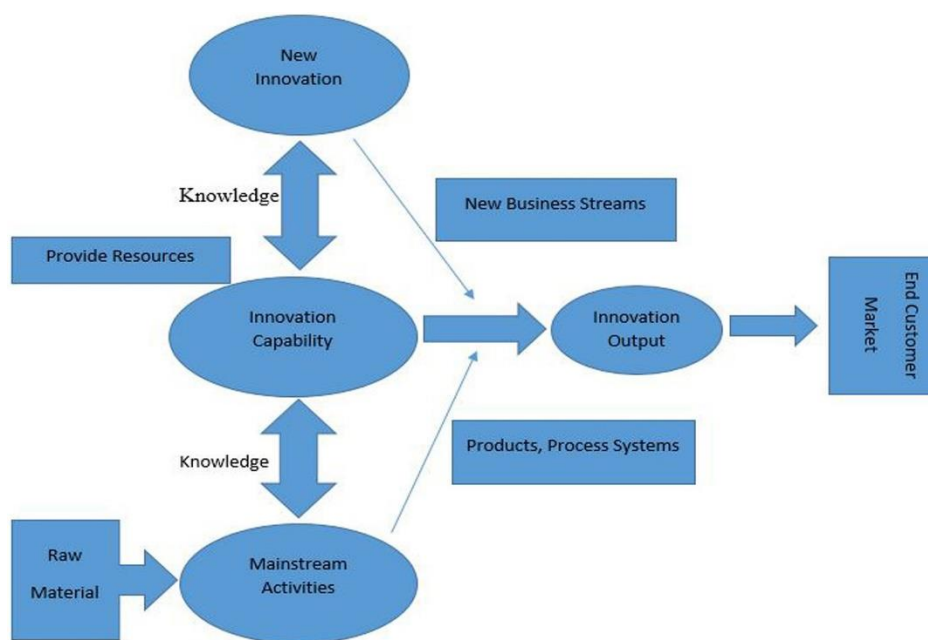 New
Innovation
Knowledge
New Business Streams
Provide Resources
Innovation
Capability
Innovation
Output
End Customer
Market
Knowledge
Products, Process Systems
Raw
Material
Mainstream
Activities